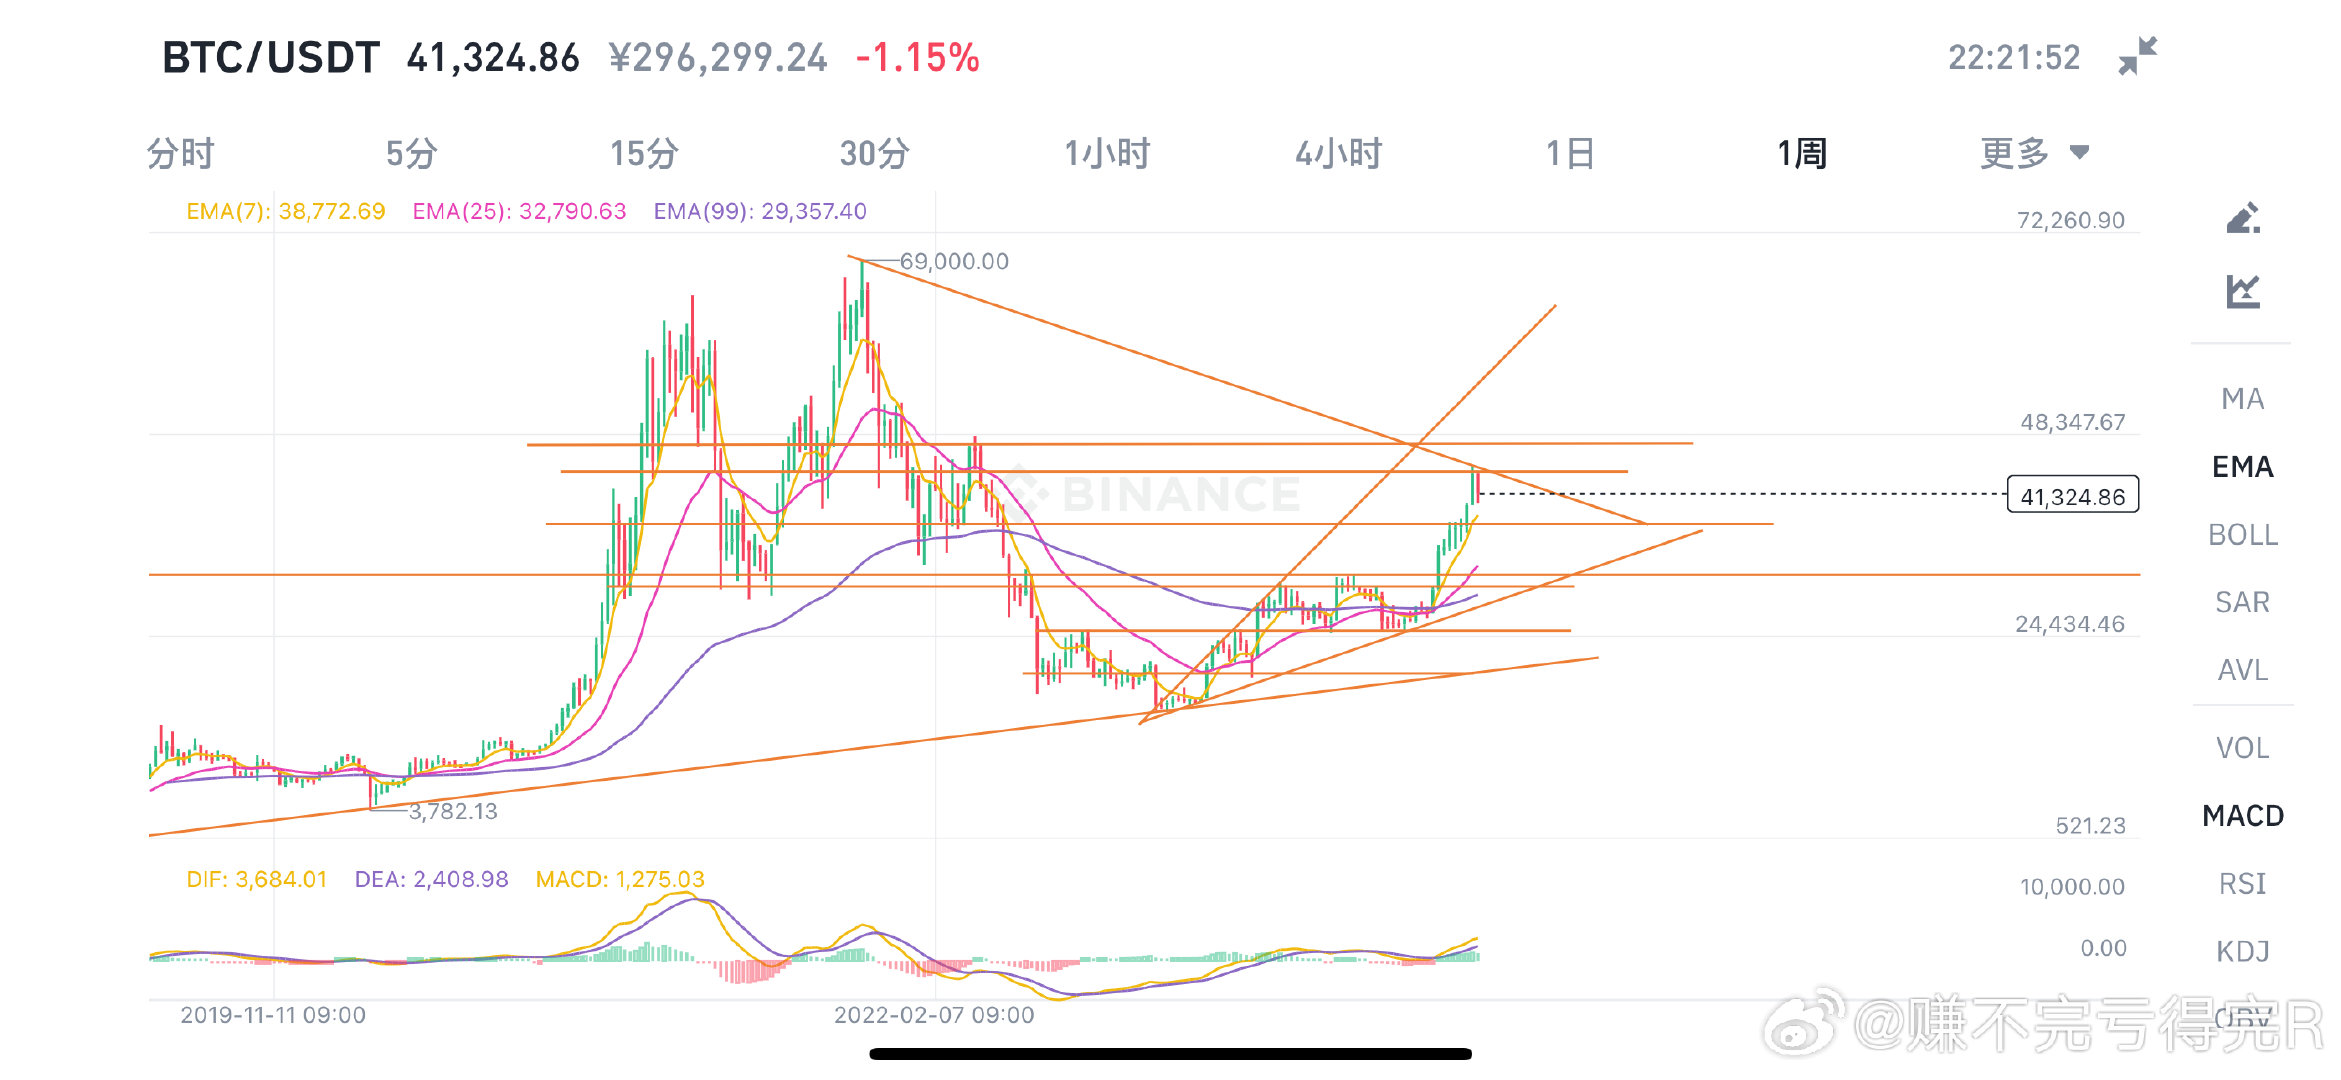 BTC/USDT 41,324.86 ¥296,299.24 -1.15% 22:21:52
分时 5分 15分 30分 1小时 4小时 1日 1周 更多
EMA(7): 38,772.69 EMA(25): 32,790.63 EMA(99): 29,357.40
72,260.90
69,000.00
MA
48,347.67
EMA
BINANCE
41,324.86
BOLL
SAR
24,434.46
AVL
VOL
3,782.13
MACD
521.23
DIF: 3,684.01 DEA: 2,408.98 MACD: 1,275.03
10,000.00
RSI
0.00
KDJ
2019-11-11 09:00 2022-02-07 09:00
OBV
@赚不完亏得完R